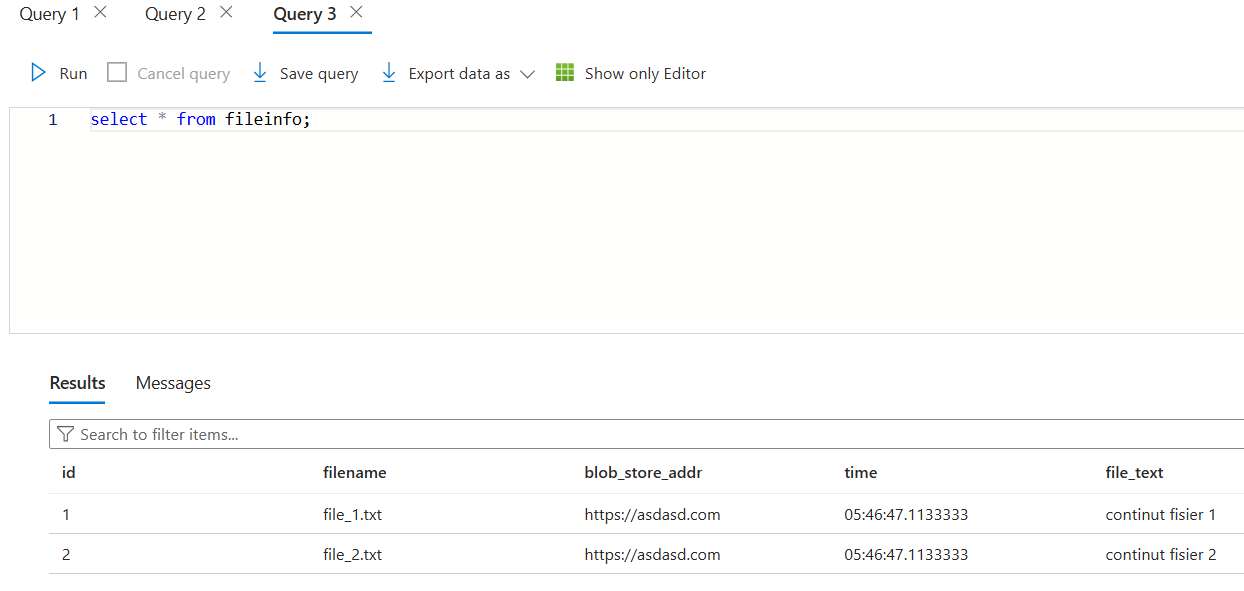 Query 1 Query 2 Query 3
Run Cancel query Save query Export data as Show only Editor
1 select * from fileinfo;
Results Messages
Search to filter items...
id filename blob_store_addr time file_text
1 file_1.txt https://asdasd.com 05:46:47.1133333 continut fisier 1
2 file_2.txt https://asdasd.com 05:46:47.1133333 continut fisier 2